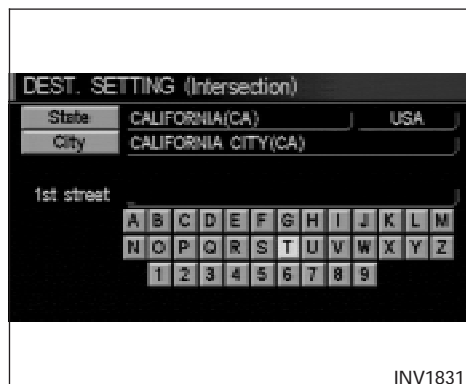 DEST. SETTING (Intersection)
State CALIFORNIA(CA) USA
City CALIFORNIA CITY(CA)
1st street _
A B C D E F G H I J K L M
N O P Q R S T U V W X Y Z
1 2 3 4 5 6 7 8 9
INV1831